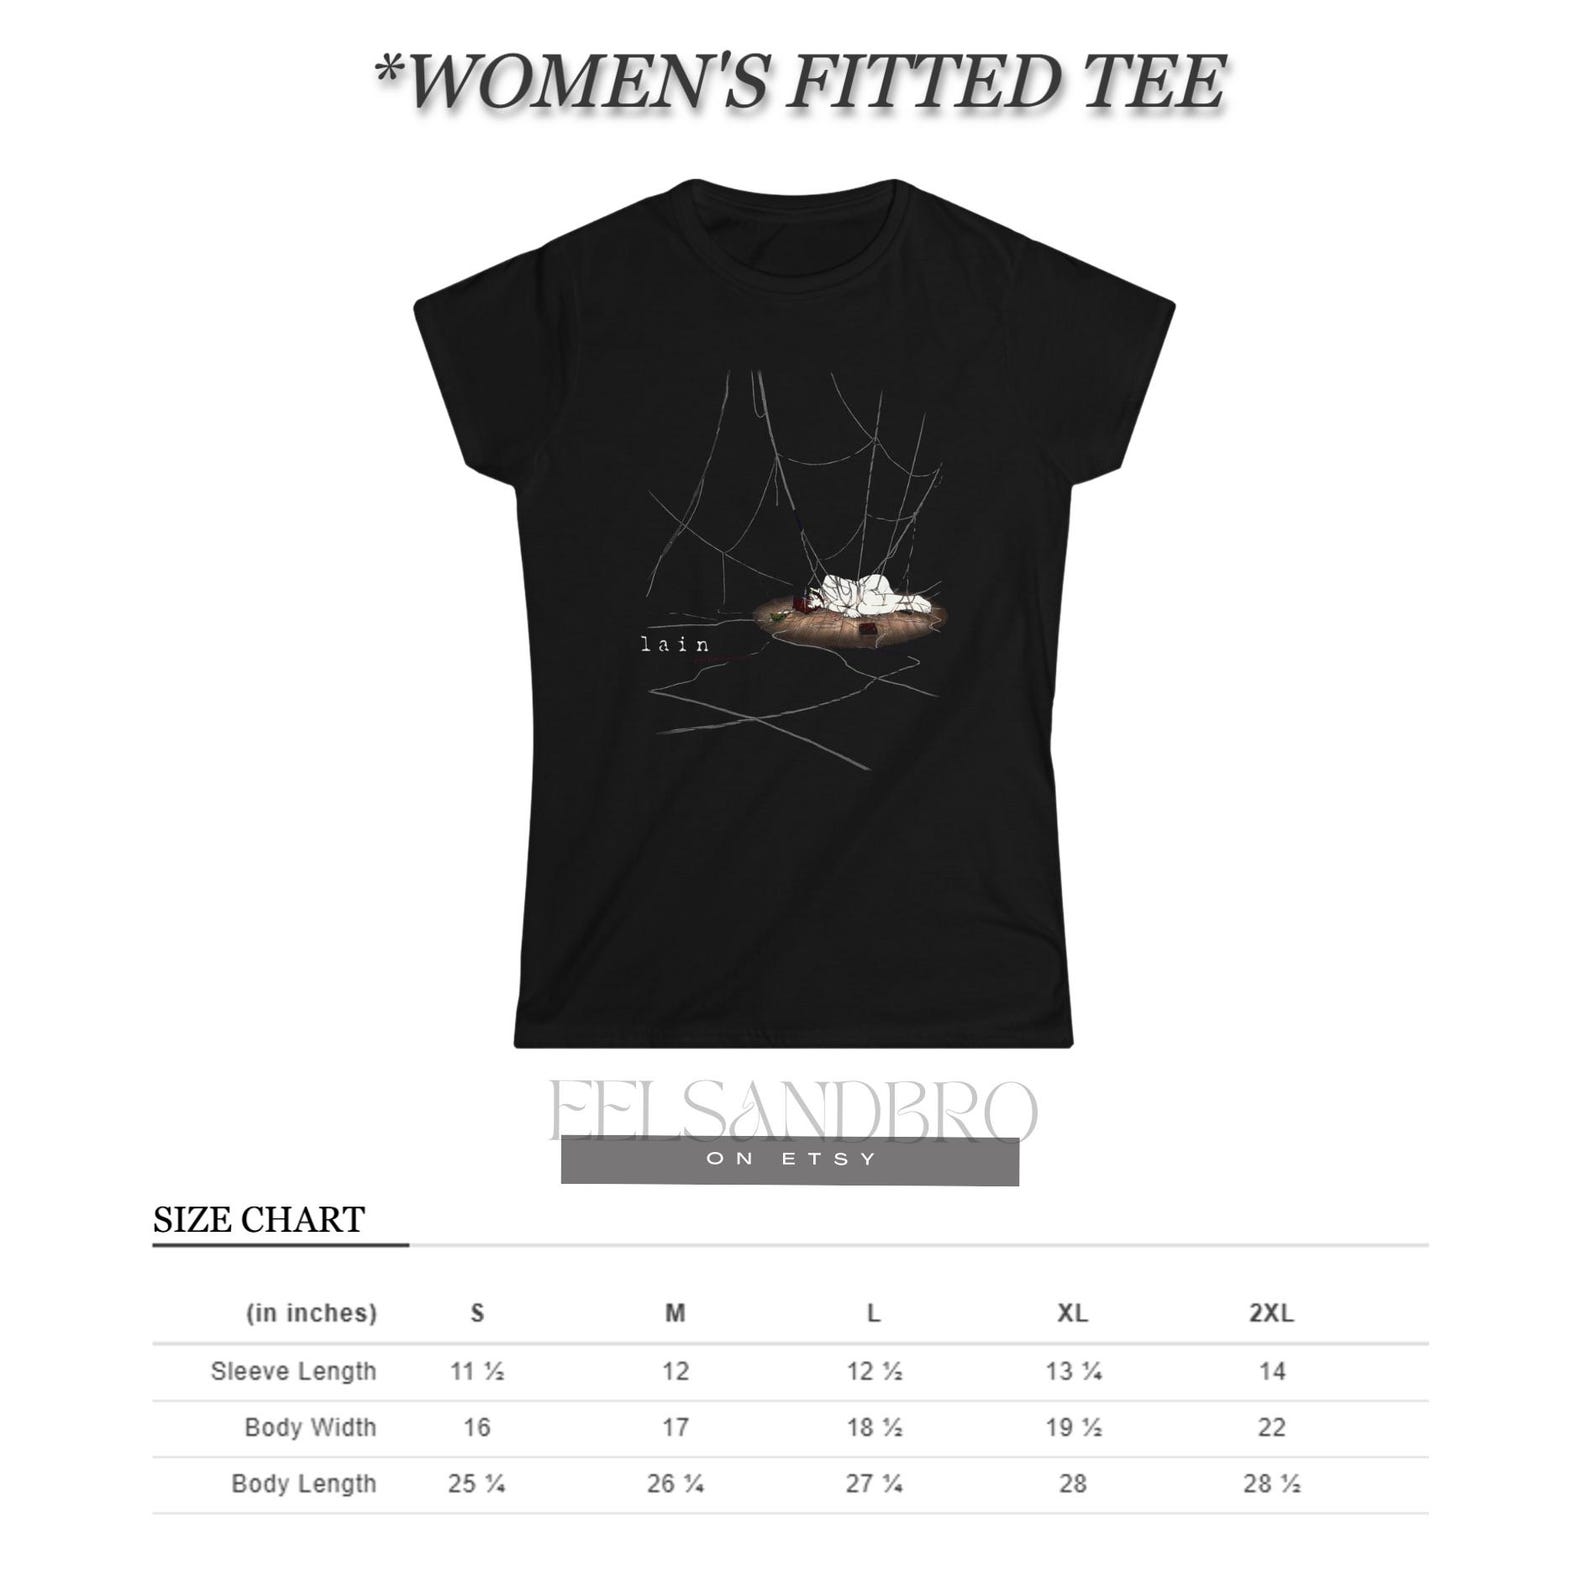 *WOMEN'S FITTED TEE
lain
EELSANDBRO
ON ETSY
SIZE CHART
(in inches) S M L XL 2XL
Sleeve Length 11 ½ 12 12 ½ 13 ¼ 14
Body Width 16 17 18 ½ 19 ½ 22
Body Length 25 ¼ 26 ¼ 27 ¼ 28 28 ½